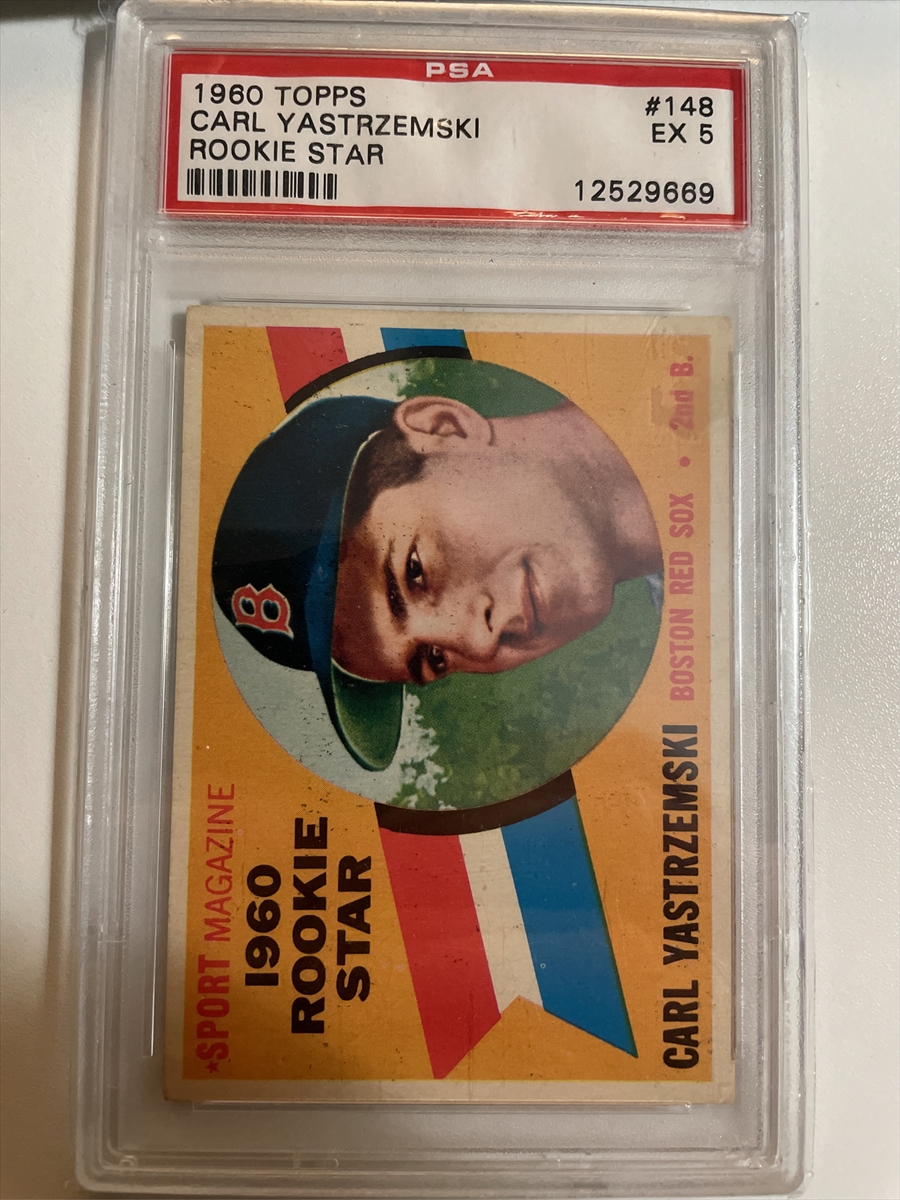 PSA
1960 TOPPS #148
CARL YASTRZEMSKI EX 5
ROOKIE STAR
12529669
★SPORT MAGAZINE
1960
ROOKIE
STAR
B
CARL YASTRZEMSKI BOSTON RED SOX • 2nd B.